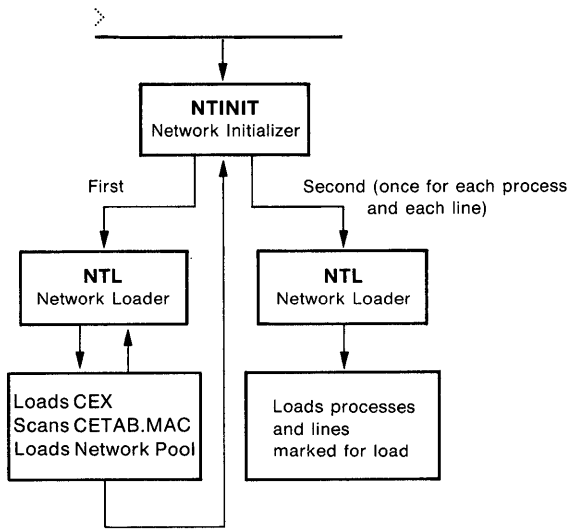 NTINIT
Network Initializer
First
Second (once for each process
and each line)
NTL
Network Loader
NTL
Network Loader
Loads CEX
Scans CETAB.MAC
Loads Network Pool
Loads processes
and lines
marked for load